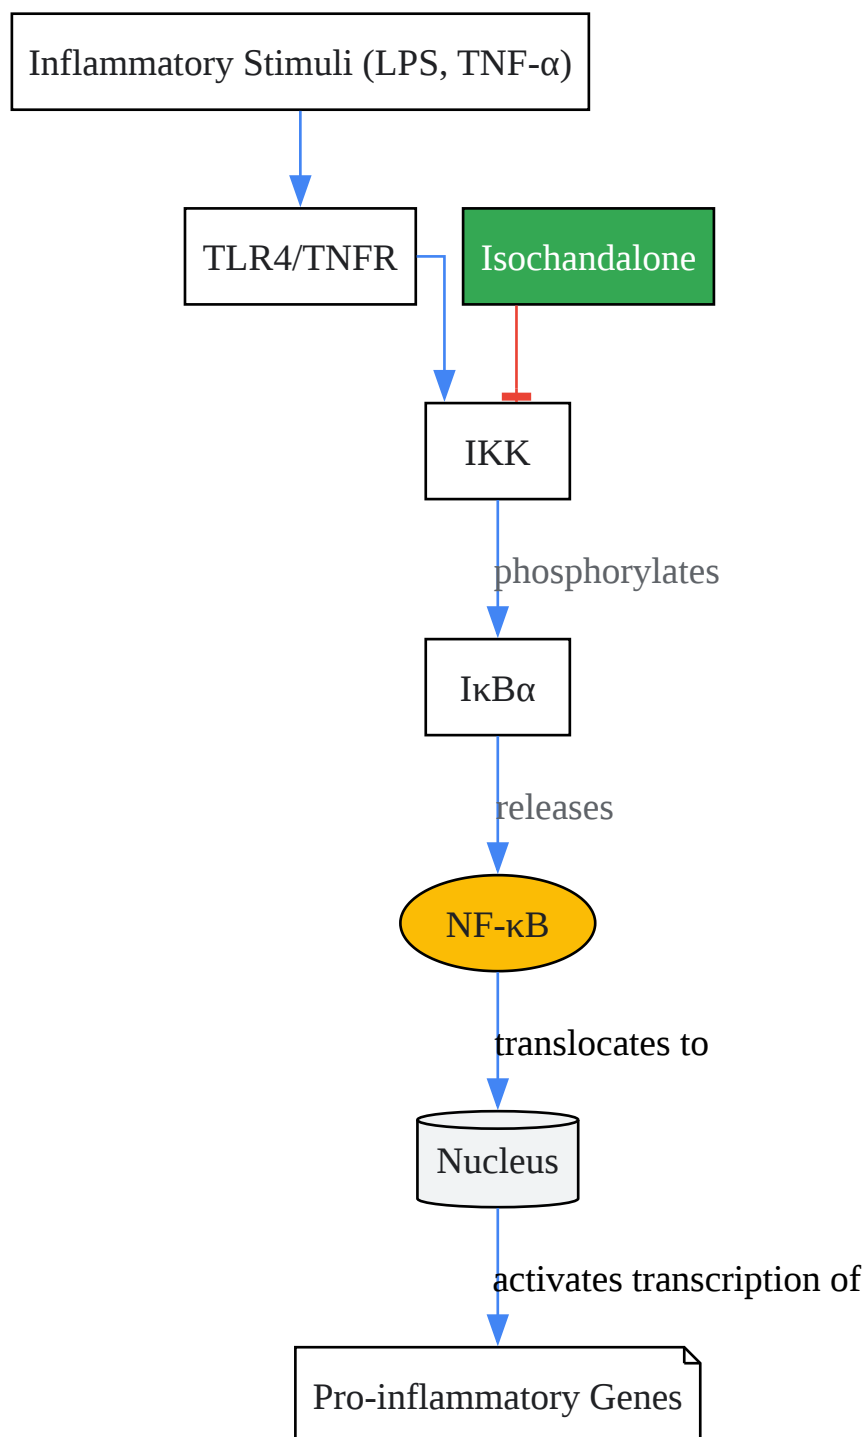 Inflammatory Stimuli (LPS, TNF-α)
TLR4/TNFR
Isochandalone
IKK
phosphorylates
IκBα
releases
NF-κB
translocates to
Nucleus
activates transcription of
Pro-inflammatory Genes